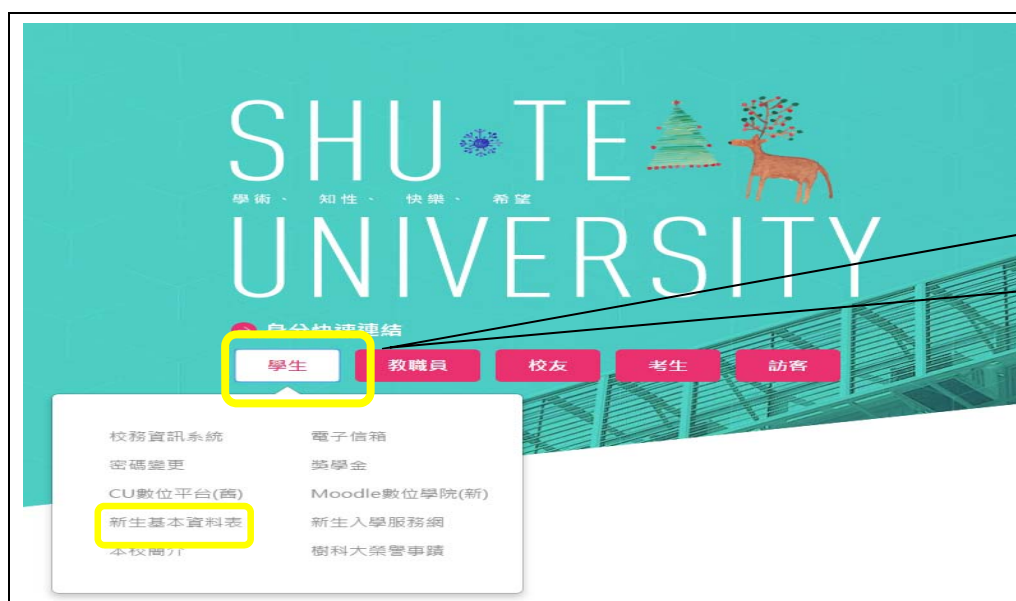 SHU TE
學術、 知性、 快樂、 希望
UNIVERSITY
身分快速連結
學生 教職員 校友 考生 訪客
校務資訊系統 電子信箱
密碼變更 獎學金
CU數位平台(舊) Moodle數位學院(新)
新生基本資料表 新生入學服務網
本校簡介 樹科大榮譽事蹟